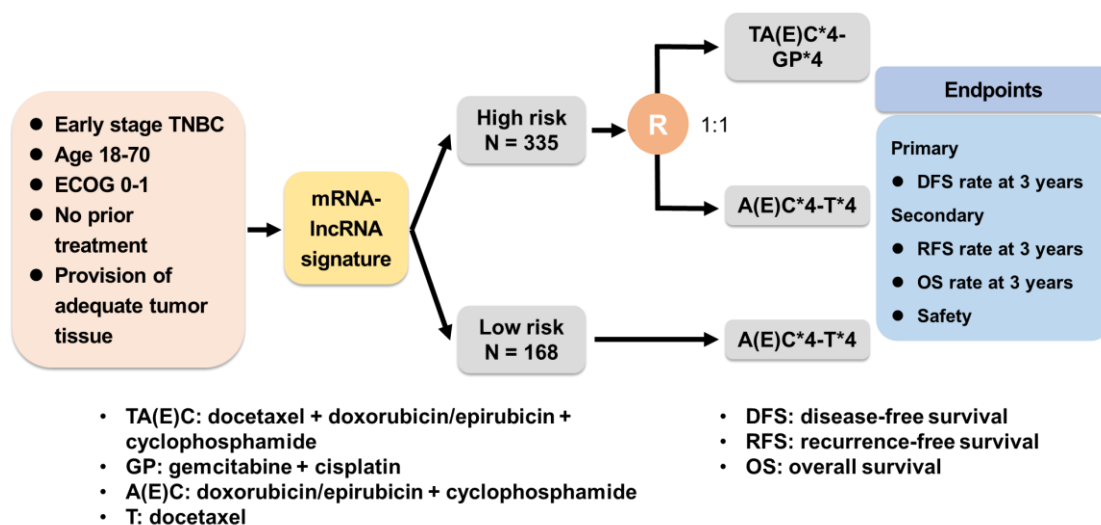 ● Early stage TNBC
● Age 18-70
● ECOG 0-1
● No prior
treatment
● Provision of
adequate tumor
tissue
mRNA-
lncRNA
signature
High risk
N = 335
Low risk
N = 168
R
1:1
TA(E)C*4-
GP*4
A(E)C*4-T*4
A(E)C*4-T*4
Endpoints
Primary
● DFS rate at 3 years
Secondary
● RFS rate at 3 years
● OS rate at 3 years
● Safety
• TA(E)C: docetaxel + doxorubicin/epirubicin +
cyclophosphamide
• GP: gemcitabine + cisplatin
• A(E)C: doxorubicin/epirubicin + cyclophosphamide
• T: docetaxel
• DFS: disease-free survival
• RFS: recurrence-free survival
• OS: overall survival